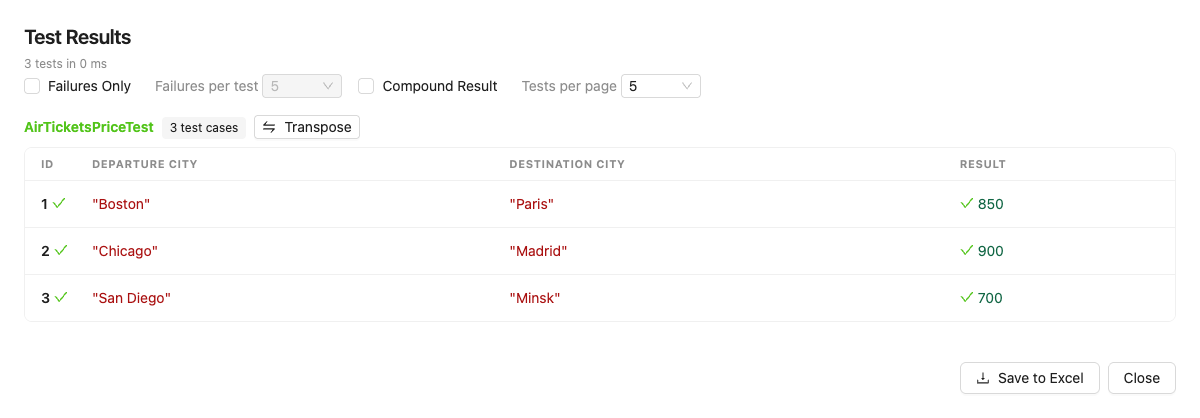 Test Results
3 tests in 0 ms
Failures Only Failures per test 5 Compound Result Tests per page 5
AirTicketsPriceTest 3 test cases Transpose
ID DEPARTURE CITY DESTINATION CITY RESULT
1 "Boston" "Paris" 850
2 "Chicago" "Madrid" 900
3 "San Diego" "Minsk" 700
Save to Excel Close